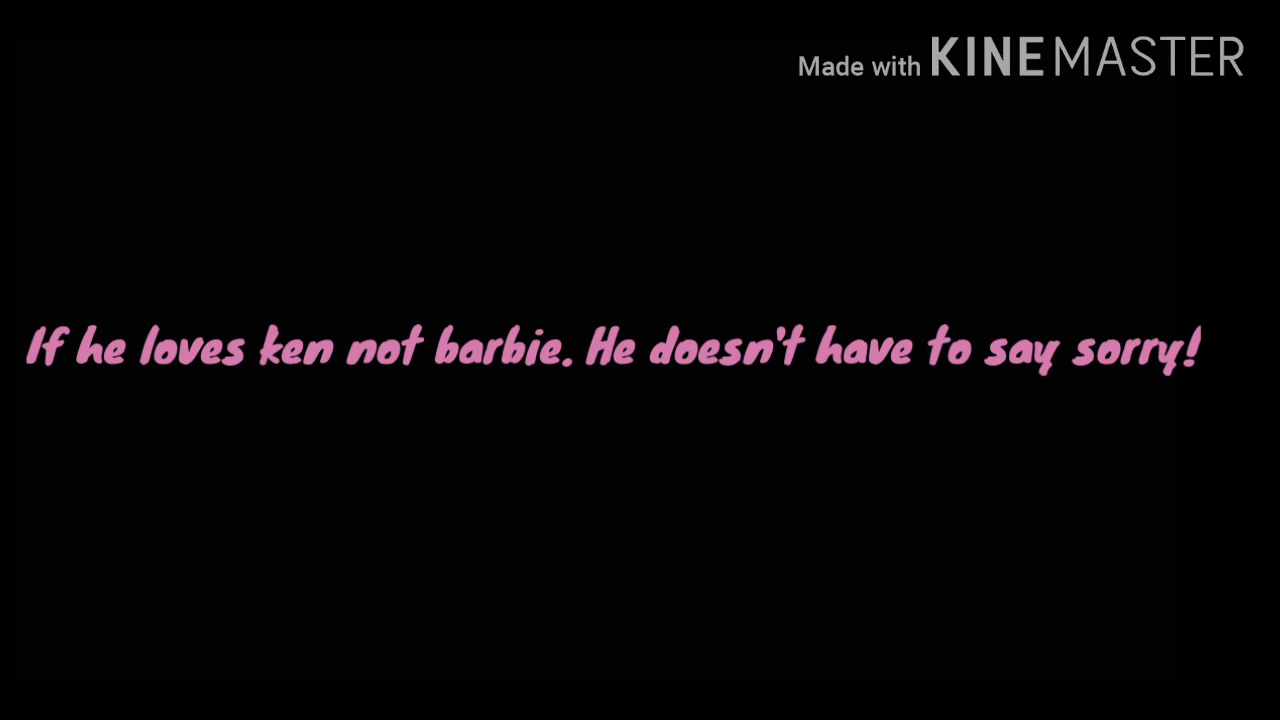 Made with KINEMASTER
If he loves ken not barbie. He doesn't have to say sorry!